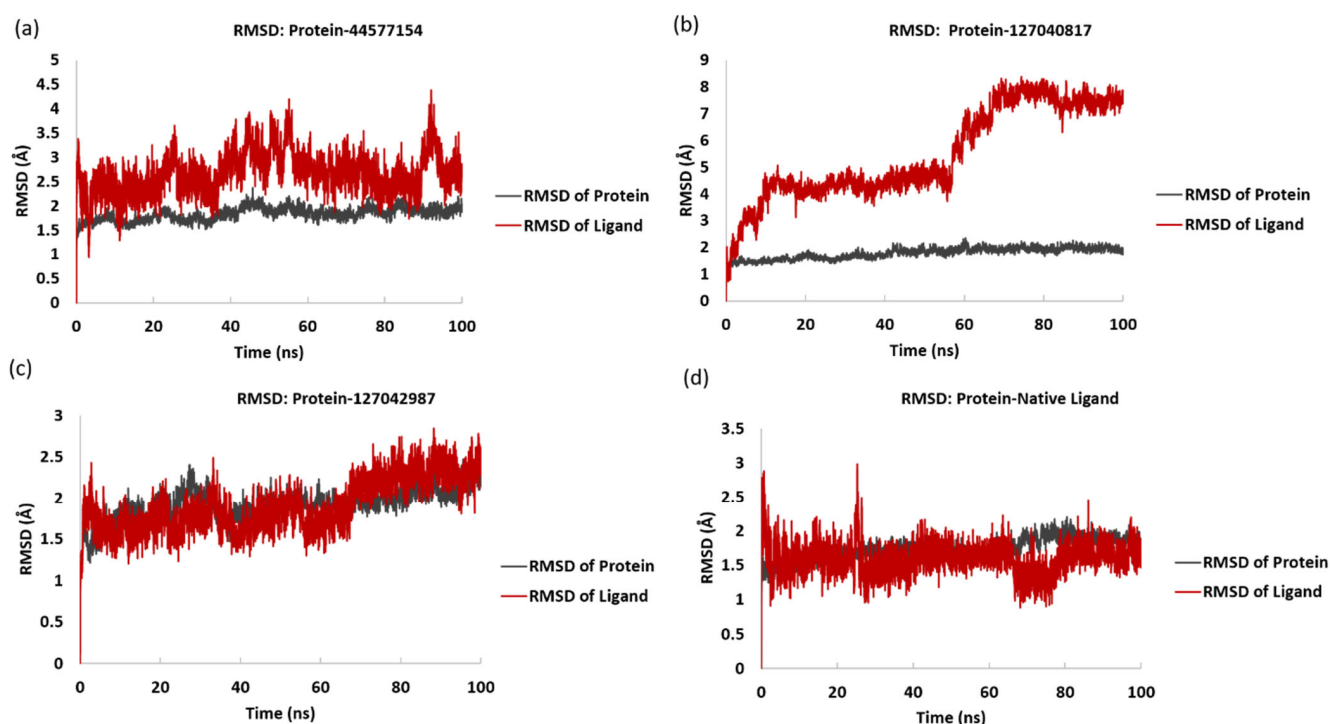 (a)
RMSD: Protein-44577154
5
4.5
4
3.5
3
2.5
2
1.5
1
0.5
0
RMSD (Å)
0 20 40 60 80 100
Time (ns)
RMSD of Protein
RMSD of Ligand
(b)
RMSD: Protein-127040817
9
8
7
6
5
4
3
2
1
0
RMSD (Å)
0 20 40 60 80 100
Time (ns)
RMSD of Protein
RMSD of Ligand
(c)
RMSD: Protein-127042987
3
2.5
2
1.5
1
0.5
0
RMSD (Å)
0 20 40 60 80 100
Time (ns)
RMSD of Protein
RMSD of Ligand
(d)
RMSD: Protein-Native Ligand
3.5
3
2.5
2
1.5
1
0.5
0
RMSD (Å)
0 20 40 60 80 100
Time (ns)
RMSD of Protein
RMSD of Ligand